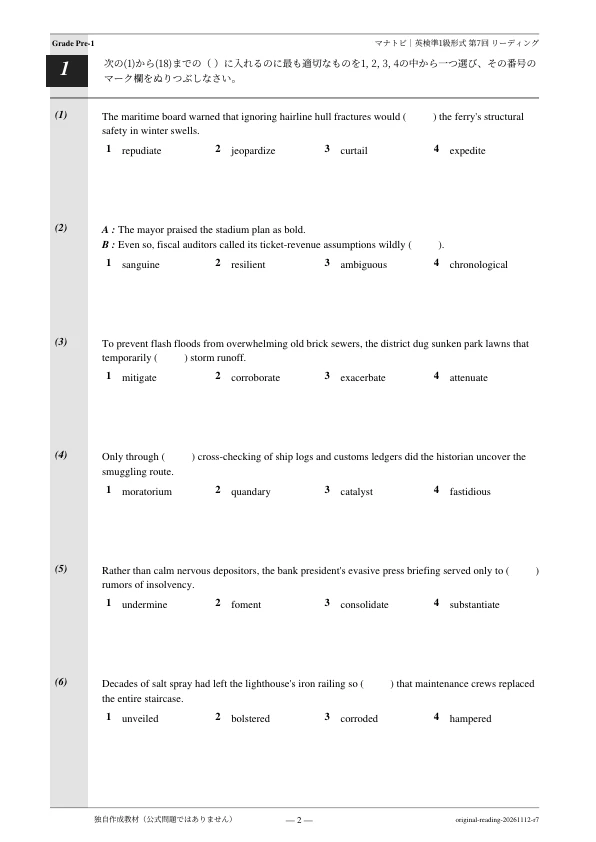 Grade Pre-1 マナトビ｜英検準1級形式 第7回 リーディング
1 次の(1)から(18)までの（ ）に入れるのに最も適切なものを1, 2, 3, 4の中から一つ選び、その番号の
マーク欄をぬりつぶしなさい。
(1) The maritime board warned that ignoring hairline hull fractures would ( ) the ferry's structural
safety in winter swells.
1 repudiate 2 jeopardize 3 curtail 4 expedite
(2) A : The mayor praised the stadium plan as bold.
B : Even so, fiscal auditors called its ticket-revenue assumptions wildly ( ).
1 sanguine 2 resilient 3 ambiguous 4 chronological
(3) To prevent flash floods from overwhelming old brick sewers, the district dug sunken park lawns that
temporarily ( ) storm runoff.
1 mitigate 2 corroborate 3 exacerbate 4 attenuate
(4) Only through ( ) cross-checking of ship logs and customs ledgers did the historian uncover the
smuggling route.
1 moratorium 2 quandary 3 catalyst 4 fastidious
(5) Rather than calm nervous depositors, the bank president's evasive press briefing served only to ( )
rumors of insolvency.
1 undermine 2 foment 3 consolidate 4 substantiate
(6) Decades of salt spray had left the lighthouse's iron railing so ( ) that maintenance crews replaced
the entire staircase.
1 unveiled 2 bolstered 3 corroded 4 hampered
独自作成教材（公式問題ではありません） — 2 — original-reading-20261112-r7